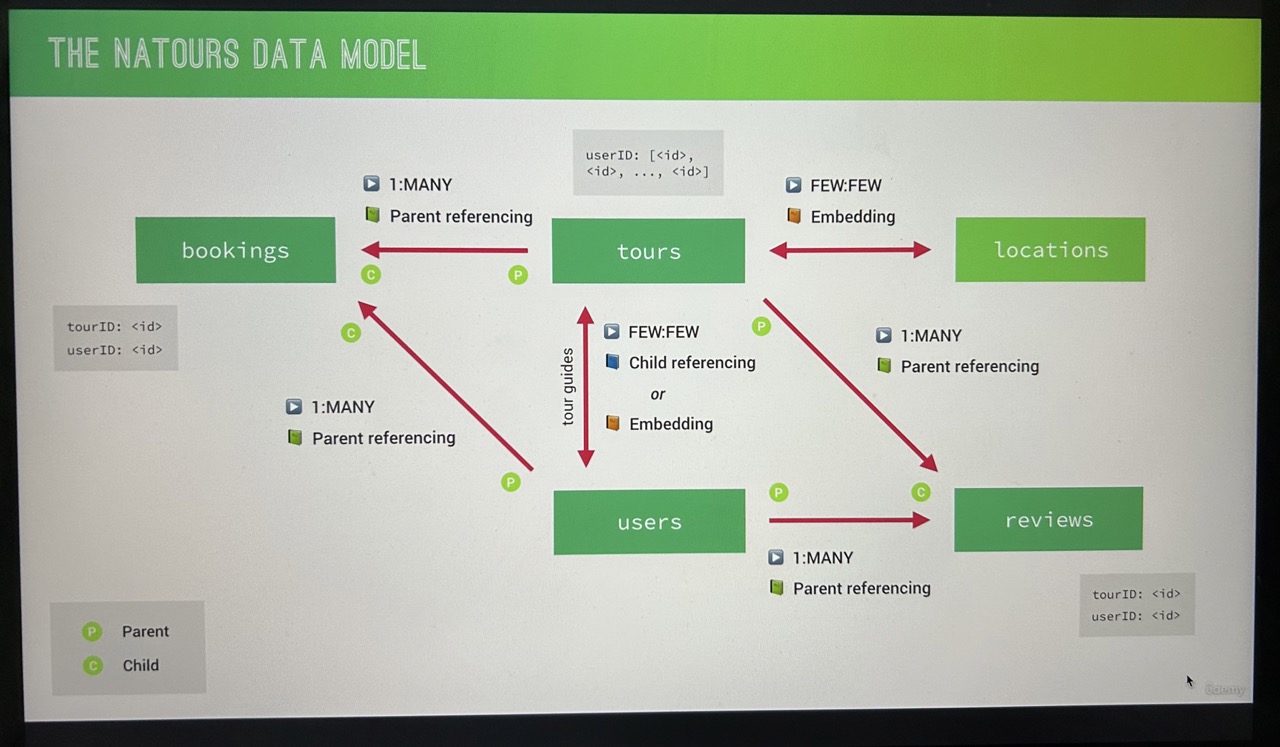 THE NATOURS DATA MODEL
userID: [<id>,
<id>, ..., <id>]
1:MANY
Parent referencing
FEW:FEW
Embedding
bookings
tours
locations
C
P
tourID: <id>
userID: <id>
C
1:MANY
Parent referencing
P
tour guides
FEW:FEW
Child referencing
or
Embedding
P
1:MANY
Parent referencing
users
P
C
reviews
1:MANY
Parent referencing
tourID: <id>
userID: <id>
P Parent
C Child
ûdemy